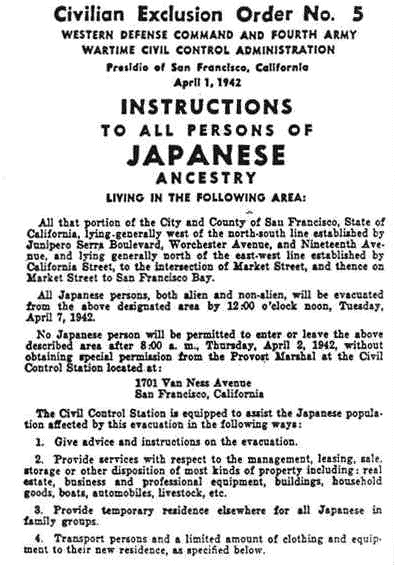 Civilian Exclusion Order No. 5
WESTERN DEFENSE COMMAND AND FOURTH ARMY
WARTIME CIVIL CONTROL ADMINISTRATION
Presidio of San Francisco, California
April 1, 1942
INSTRUCTIONS
TO ALL PERSONS OF
JAPANESE
ANCESTRY
LIVING IN THE FOLLOWING AREA:
All that portion of the City and County of San Francisco, State of
California, lying generally west of the north-south line established by
Junipero Serra Boulevard, Worchester Avenue, and Nineteenth Ave-
nue, and lying generally north of the east-west line established by
California Street, to the intersection of Market Street, and thence on
Market Street to San Francisco Bay.
All Japanese persons, both alien and non-alien, will be evacuated
from the above designated area by 12:00 o'clock noon, Tuesday,
April 7, 1942.
No Japanese person will be permitted to enter or leave the above
described area after 8:00 a. m., Thursday, April 2, 1942, without
obtaining special permission from the Provost Marshal at the Civil
Control Station located at:
1701 Van Ness Avenue
San Francisco, California
The Civil Control Station is equipped to assist the Japanese popula-
tion affected by this evacuation in the following ways:
1. Give advice and instructions on the evacuation.
2. Provide services with respect to the management, leasing, sale,
storage or other disposition of most kinds of property including: real
estate, business and professional equipment, buildings, household
goods, boats, automobiles, livestock, etc.
3. Provide temporary residence elsewhere for all Japanese in
family groups.
4. Transport persons and a limited amount of clothing and equip-
ment to their new residence, as specified below.